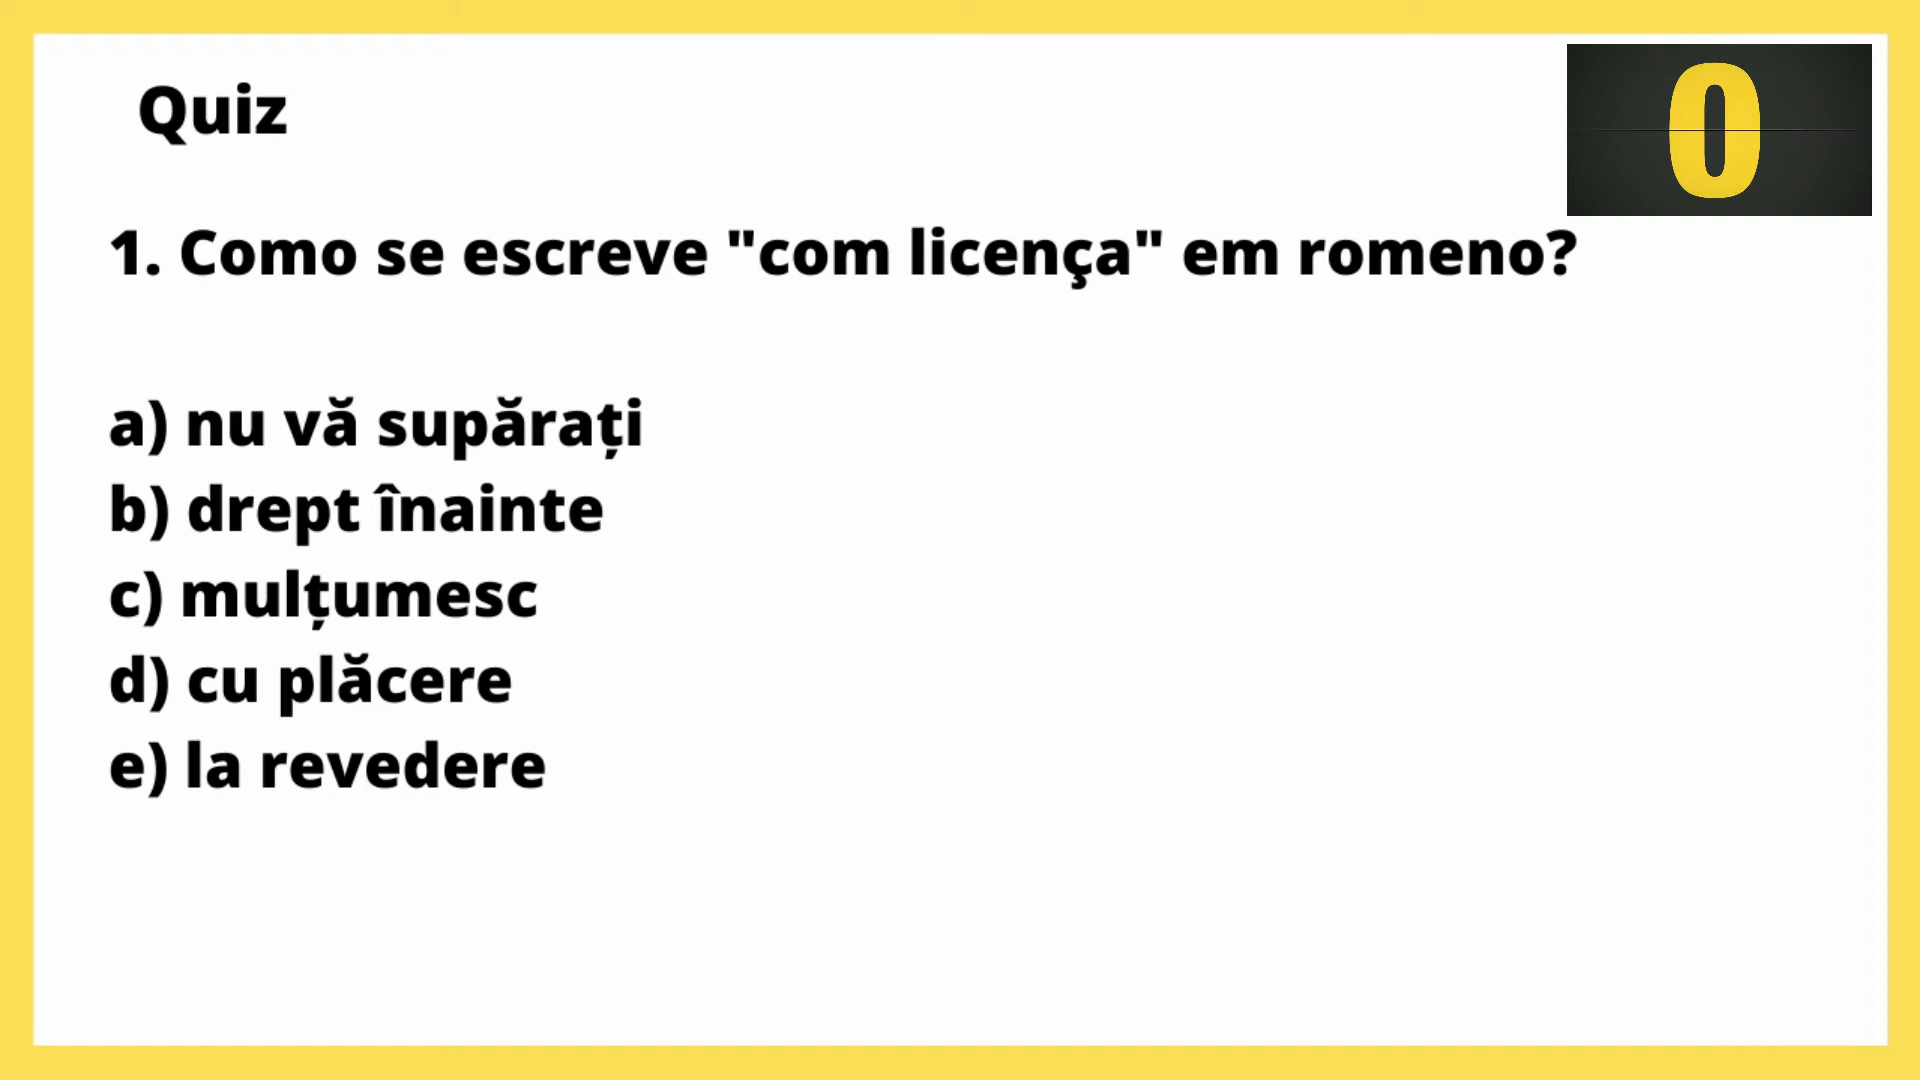 Quiz
0
1. Como se escreve "com licença" em romeno?
a) nu vă supărați
b) drept înainte
c) mulțumesc
d) cu plăcere
e) la revedere